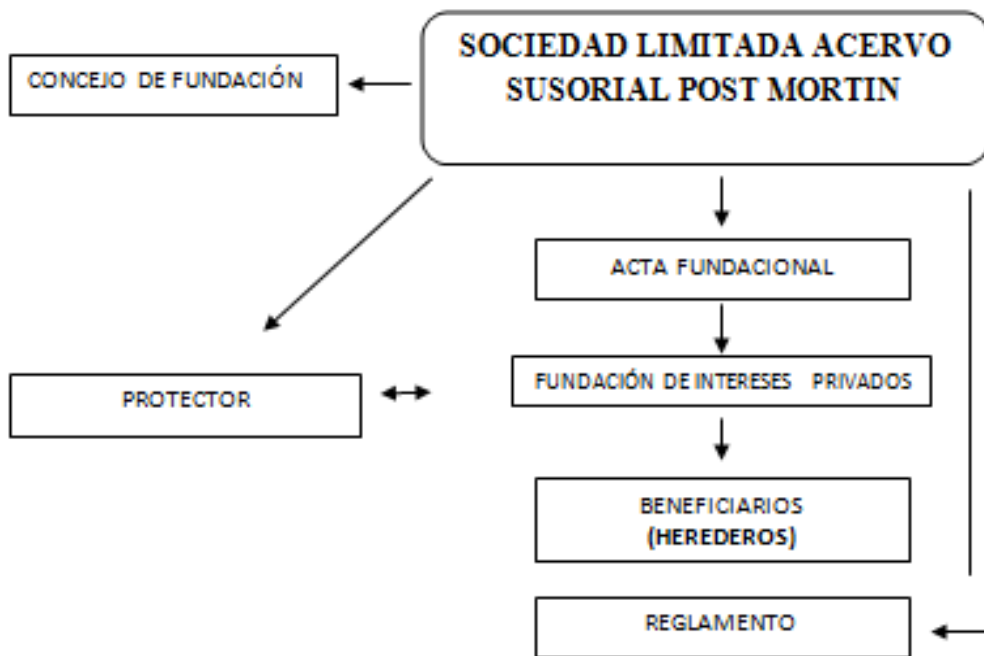 SOCIEDAD LIMITADA ACERVO
SUSORIAL POST MORTIN
CONCEJO DE FUNDACIÓN
ACTA FUNDACIONAL
FUNDACIÓN DE INTERESES PRIVADOS
PROTECTOR
BENEFICIARIOS
(HEREDEROS)
REGLAMENTO